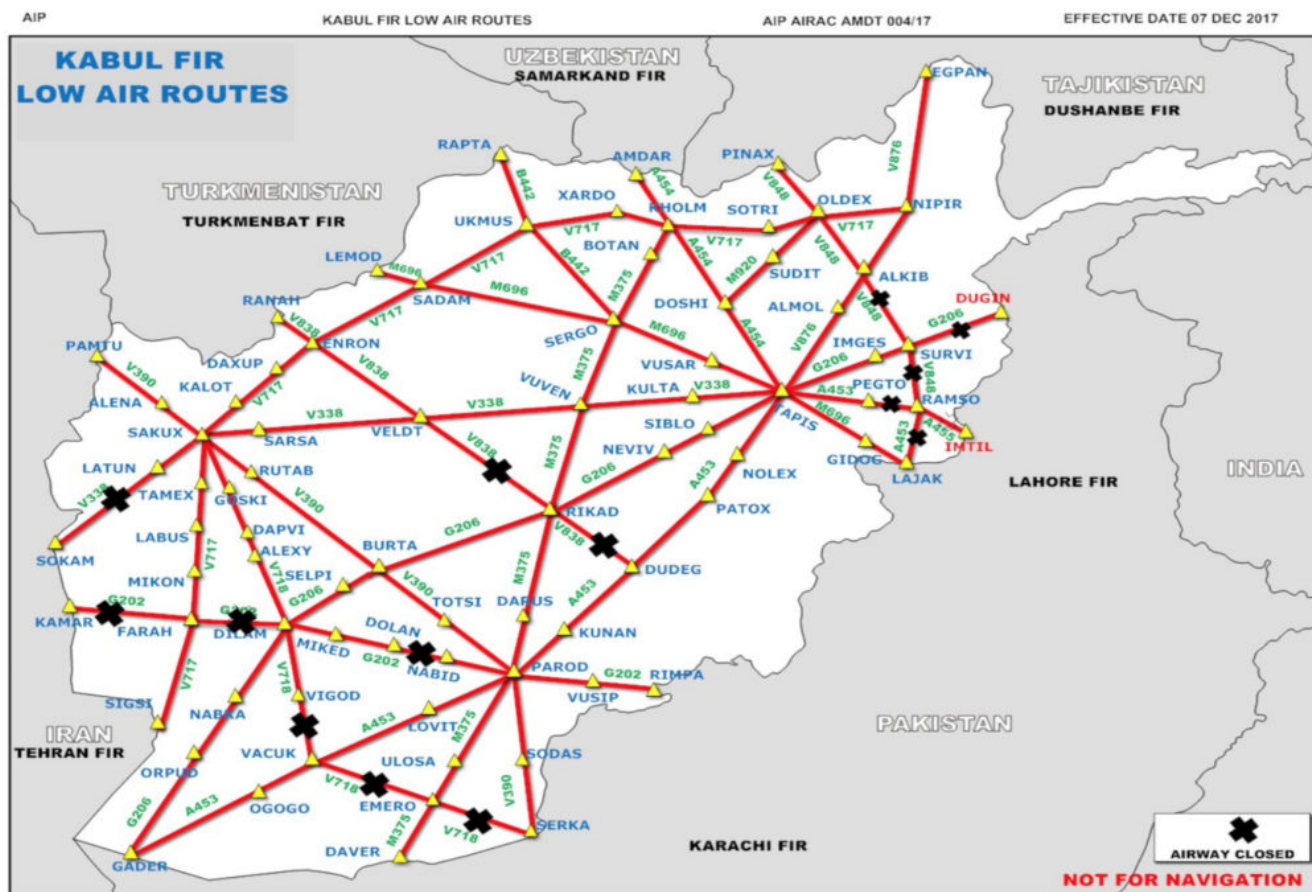 AIP
KABUL FIR LOW AIR ROUTES
AIP AIRAC AMDT 004/17
EFFECTIVE DATE 07 DEC 2017
KABUL FIR
LOW AIR ROUTES
UZBEKISTAN
SAMARKAND FIR
TAJIKISTAN
DUSHANBE FIR
EGPAN
TURKMENISTAN
TURKMENBAT FIR
RAPTA
AMDAR
PINAX
V876
B442
A454
V848
XARDO
RHOLM
SOTRI
OLDEX
NIPIR
UKMUS
V717
V717
V717
LEMOD
M696
V717
B442
BOTAN
M375
A454
M920
SUDIT
V848
ALKIB
SADAM
M696
DOSHI
ALMOL
V848
DUGIN
RANAH
V838
V717
SERGO
M696
A454
V876
IMGES
G206
G206
SURVI
PAMTU
ENRON
DAXUP
V390
KALOT
V717
V838
M375
VUSAR
V848
ALENA
VUVEN
KULTA
V338
A453
PEGTO
RAMSO
SAKUX
SARSA
V338
VELDT
V338
SIBLO
TAPIS
M696
A455
IMTIL
LATUN
RUTAB
V838
M375
NEVIV
G206
NOLEX
GIDOG
A453
LAJAK
V338
TAMEX
GOSKI
V390
A453
PATOX
LAHORE FIR
INDIA
LABUS
V717
DAPVI
ALEXY
V718
G206
RIKAD
V838
SOKAM
MIKON
SELPI
BURTA
G206
V390
M375
DUDEG
KAMAR
G202
FARAH
G202
DILAM
TOTSI
DARUS
A453
KUNAN
MIKED
DOLAN
G202
NABID
PAROD
G202
RIMPA
VUSIP
V717
V718
VIGOD
SIGSI
NABXA
A453
LOVIT
M375
IRAN
TEHRAN FIR
PAKISTAN
ORPUD
VACUK
ULOSA
SODAS
G206
A453
OGOGO
V718
EMERO
V718
V390
SERKA
GADER
DAVER
M375
KARACHI FIR
AIRWAY CLOSED
NOT FOR NAVIGATION